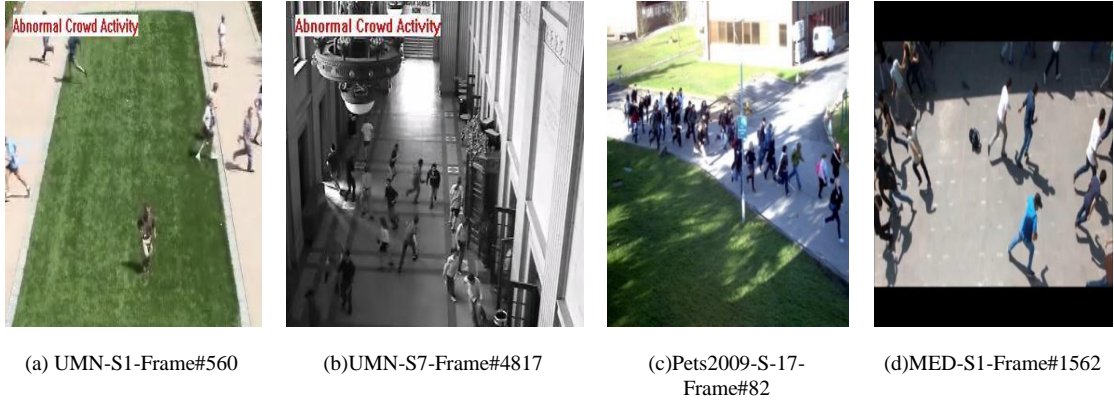 Abnormal Crowd Activity
Abnormal Crowd Activity
(a) UMN-S1-Frame#560
(b)UMN-S7-Frame#4817
(c)Pets2009-S-17-
Frame#82
(d)MED-S1-Frame#1562